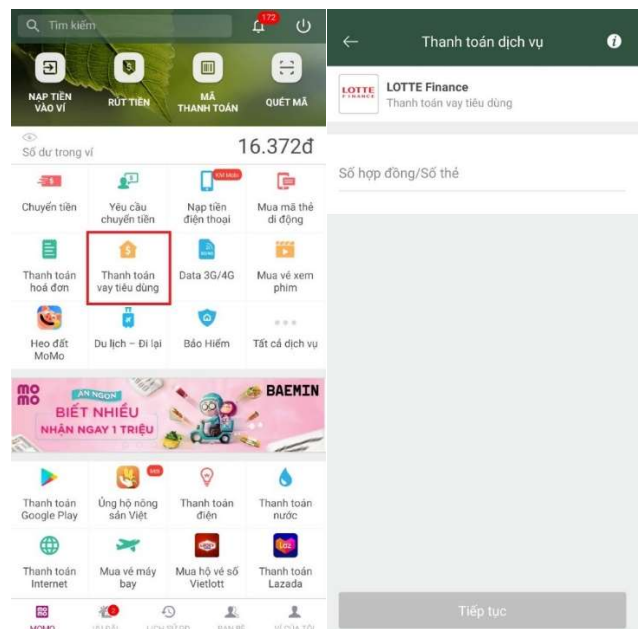 Tìm kiếm
172
NẠP TIỀN
VÀO VÍ
RÚT TIỀN
MÃ
THANH TOÁN
QUÉT MÃ
Số dư trong ví
16.372đ
Chuyển tiền
Yêu cầu
chuyển tiền
Nạp tiền
điện thoại
Mua mã thẻ
di động
Thanh toán
hoá đơn
Thanh toán
vay tiêu dùng
Data 3G/4G
Mua vé xem
phim
Heo đất
MoMo
Du lịch – Đi lại
Bảo Hiểm
Tất cả dịch vụ
mo
mo
ĂN NGON
BIẾT NHIỀU
NHẬN NGAY 1 TRIỆU
BAEMIN
Thanh toán
Google Play
Ủng hộ nông
sản Việt
Thanh toán
điện
Thanh toán
nước
Thanh toán
Internet
Mua vé máy
bay
Mua hộ vé số
Vietlott
Thanh toán
Lazada
MOMO
Thanh toán dịch vụ
LOTTE
FINANCE
LOTTE Finance
Thanh toán vay tiêu dùng
Số hợp đồng/Số thẻ
Tiếp tục